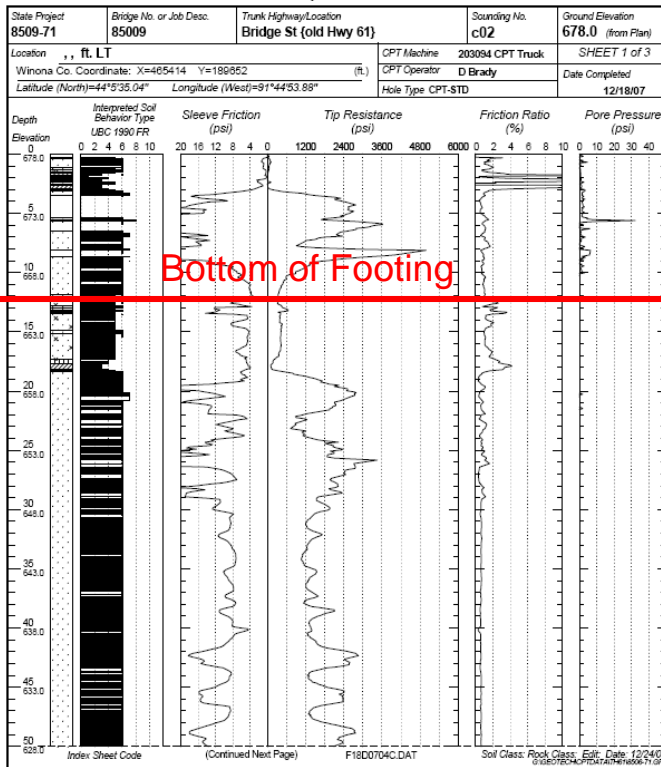 State Project Bridge No. or Job Desc. Trunk Highway/Location Sounding No. Ground Elevation
8509-71 85009 Bridge St {old Hwy 61} c02 678.0 (from Plan)
Location , , ft. LT CPT Machine 203094 CPT Truck SHEET 1 of 3
Winona Co. Coordinate: X=465414 Y=189652 (ft.) CPT Operator D Brady Date Completed
Latitude (North)=44°5'35.04" Longitude (West)=91°44'53.88" Hole Type CPT-STD 12/18/07
Depth Interpreted Soil Sleeve Friction Tip Resistance Friction Ratio Pore Pressure
Behavior Type (psi) (psi) (%) (psi)
Elevation UBC 1990 FR
0 0 2 4 6 8 10 20 16 12 8 4 0 1200 2400 3600 4800 6000 0 2 4 6 8 10 0 10 20 30 40
678.0
5
673.0
10
668.0
Bottom of Footing
15
663.0
20
658.0
25
653.0
30
648.0
35
643.0
40
638.0
45
633.0
50
628.0
Index Sheet Code (Continued Next Page) F18D0704C.DAT Soil Class: Rock Class: Edit: Date: 12/24/0